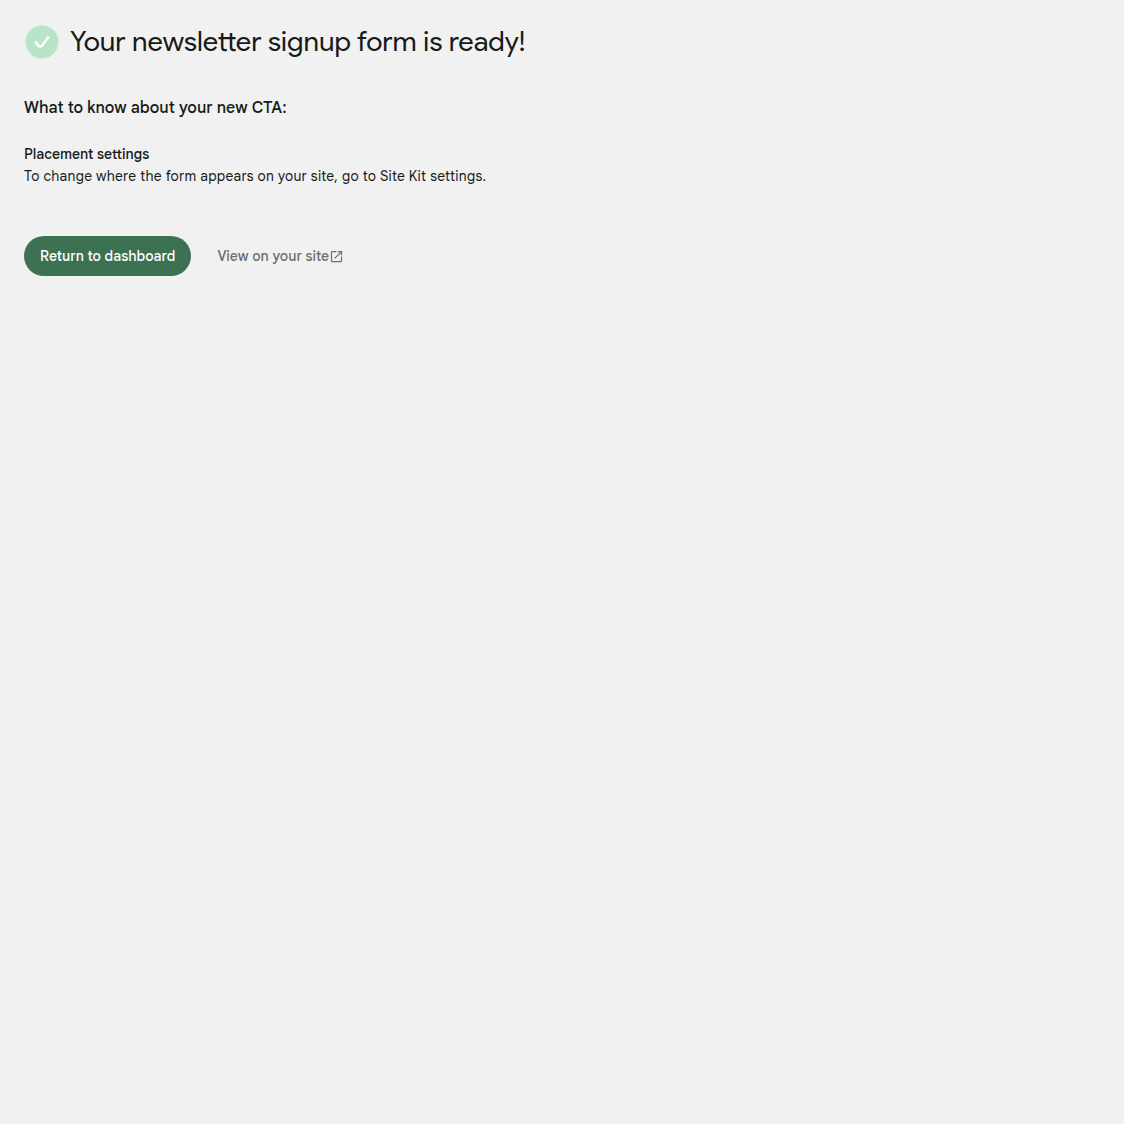 Your newsletter signup form is ready!
What to know about your new CTA:
Placement settings
To change where the form appears on your site, go to Site Kit settings.
Return to dashboard
View on your site